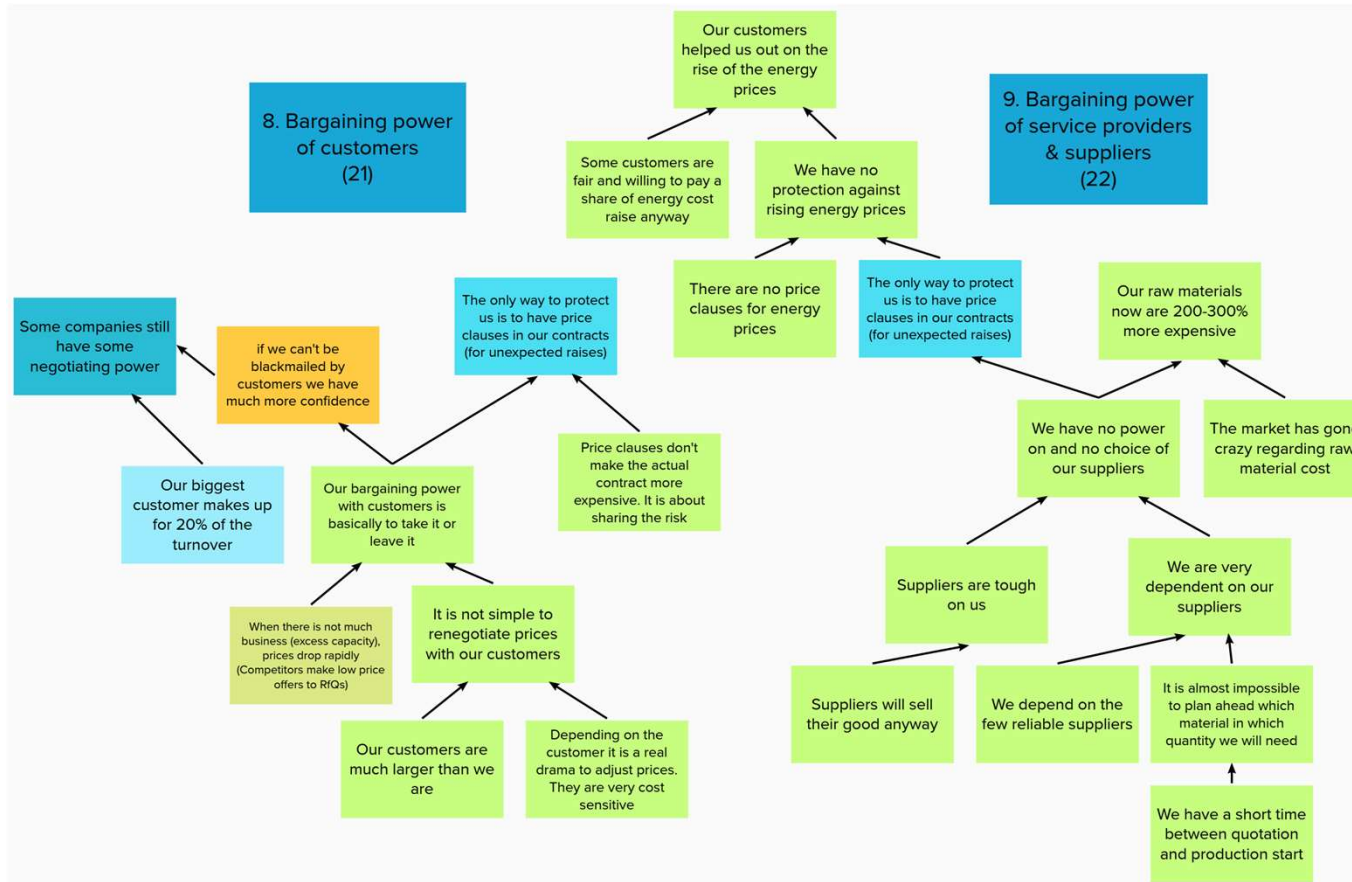 Our customers
helped us out on the
rise of the energy
prices
8. Bargaining power
of customers
(21)
9. Bargaining power
of service providers
& suppliers
(22)
Some customers are
fair and willing to pay a
share of energy cost
raise anyway
We have no
protection against
rising energy prices
There are no price
clauses for energy
prices
The only way to protect
us is to have price
clauses in our contracts
(for unexpected raises)
Our raw materials
now are 200-300%
more expensive
The only way to protect
us is to have price
clauses in our contracts
(for unexpected raises)
Some companies still
have some
negotiating power
if we can't be
blackmailed by
customers we have
much more confidence
We have no power
on and no choice of
our suppliers
The market has gone
crazy regarding raw
material cost
Price clauses don't
make the actual
contract more
expensive. It is about
sharing the risk
Our biggest
customer makes up
for 20% of the
turnover
Our bargaining power
with customers is
basically to take it or
leave it
Suppliers are tough
on us
We are very
dependent on our
suppliers
When there is not much
business (excess capacity),
prices drop rapidly
(Competitors make low price
offers to RfQs)
It is not simple to
renegotiate prices
with our customers
Suppliers will sell
their good anyway
We depend on the
few reliable suppliers
It is almost impossible
to plan ahead which
material in which
quantity we will need
Our customers are
much larger than we
are
Depending on the
customer it is a real
drama to adjust prices.
They are very cost
sensitive
We have a short time
between quotation
and production start